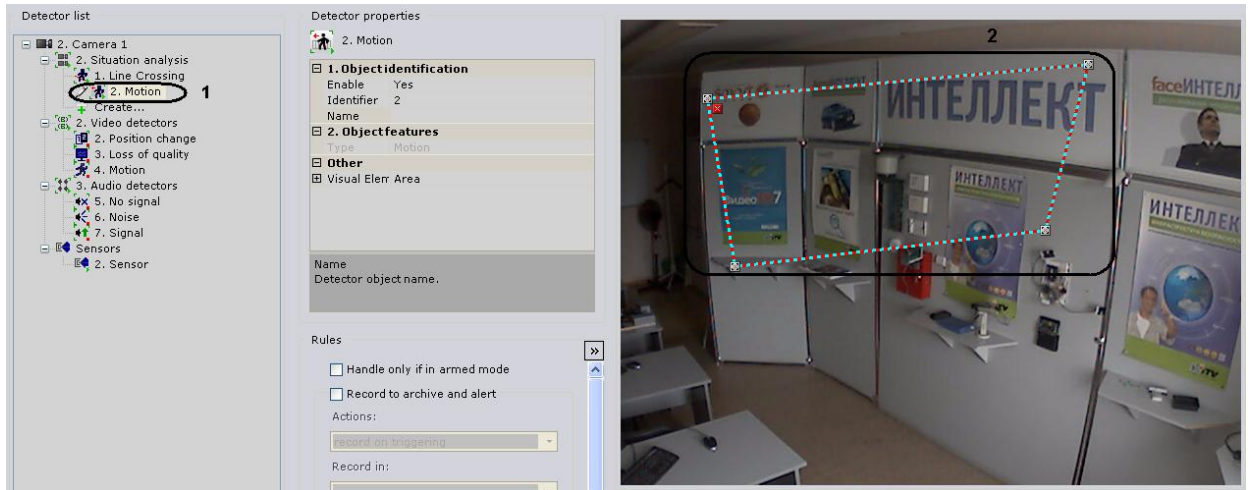 Detector list
2. Camera 1
2. Situation analysis
1. Line Crossing
2. Motion
1
Create...
2. Video detectors
2. Position change
3. Loss of quality
4. Motion
3. Audio detectors
5. No signal
6. Noise
7. Signal
Sensors
2. Sensor
Detector properties
2. Motion
1. Object identification
Enable Yes
Identifier 2
Name
2. Object features
Type Motion
Other
Visual Elem Area
Name
Detector object name.
Rules
»
Handle only if in armed mode
Record to archive and alert
Actions:
record on triggering
Record in:
2
ИНТЕЛЛЕКТ
faceИНТЕЛЛ
ИНТЕЛЛЕКТ
ИНТЕЛЛЕКТ